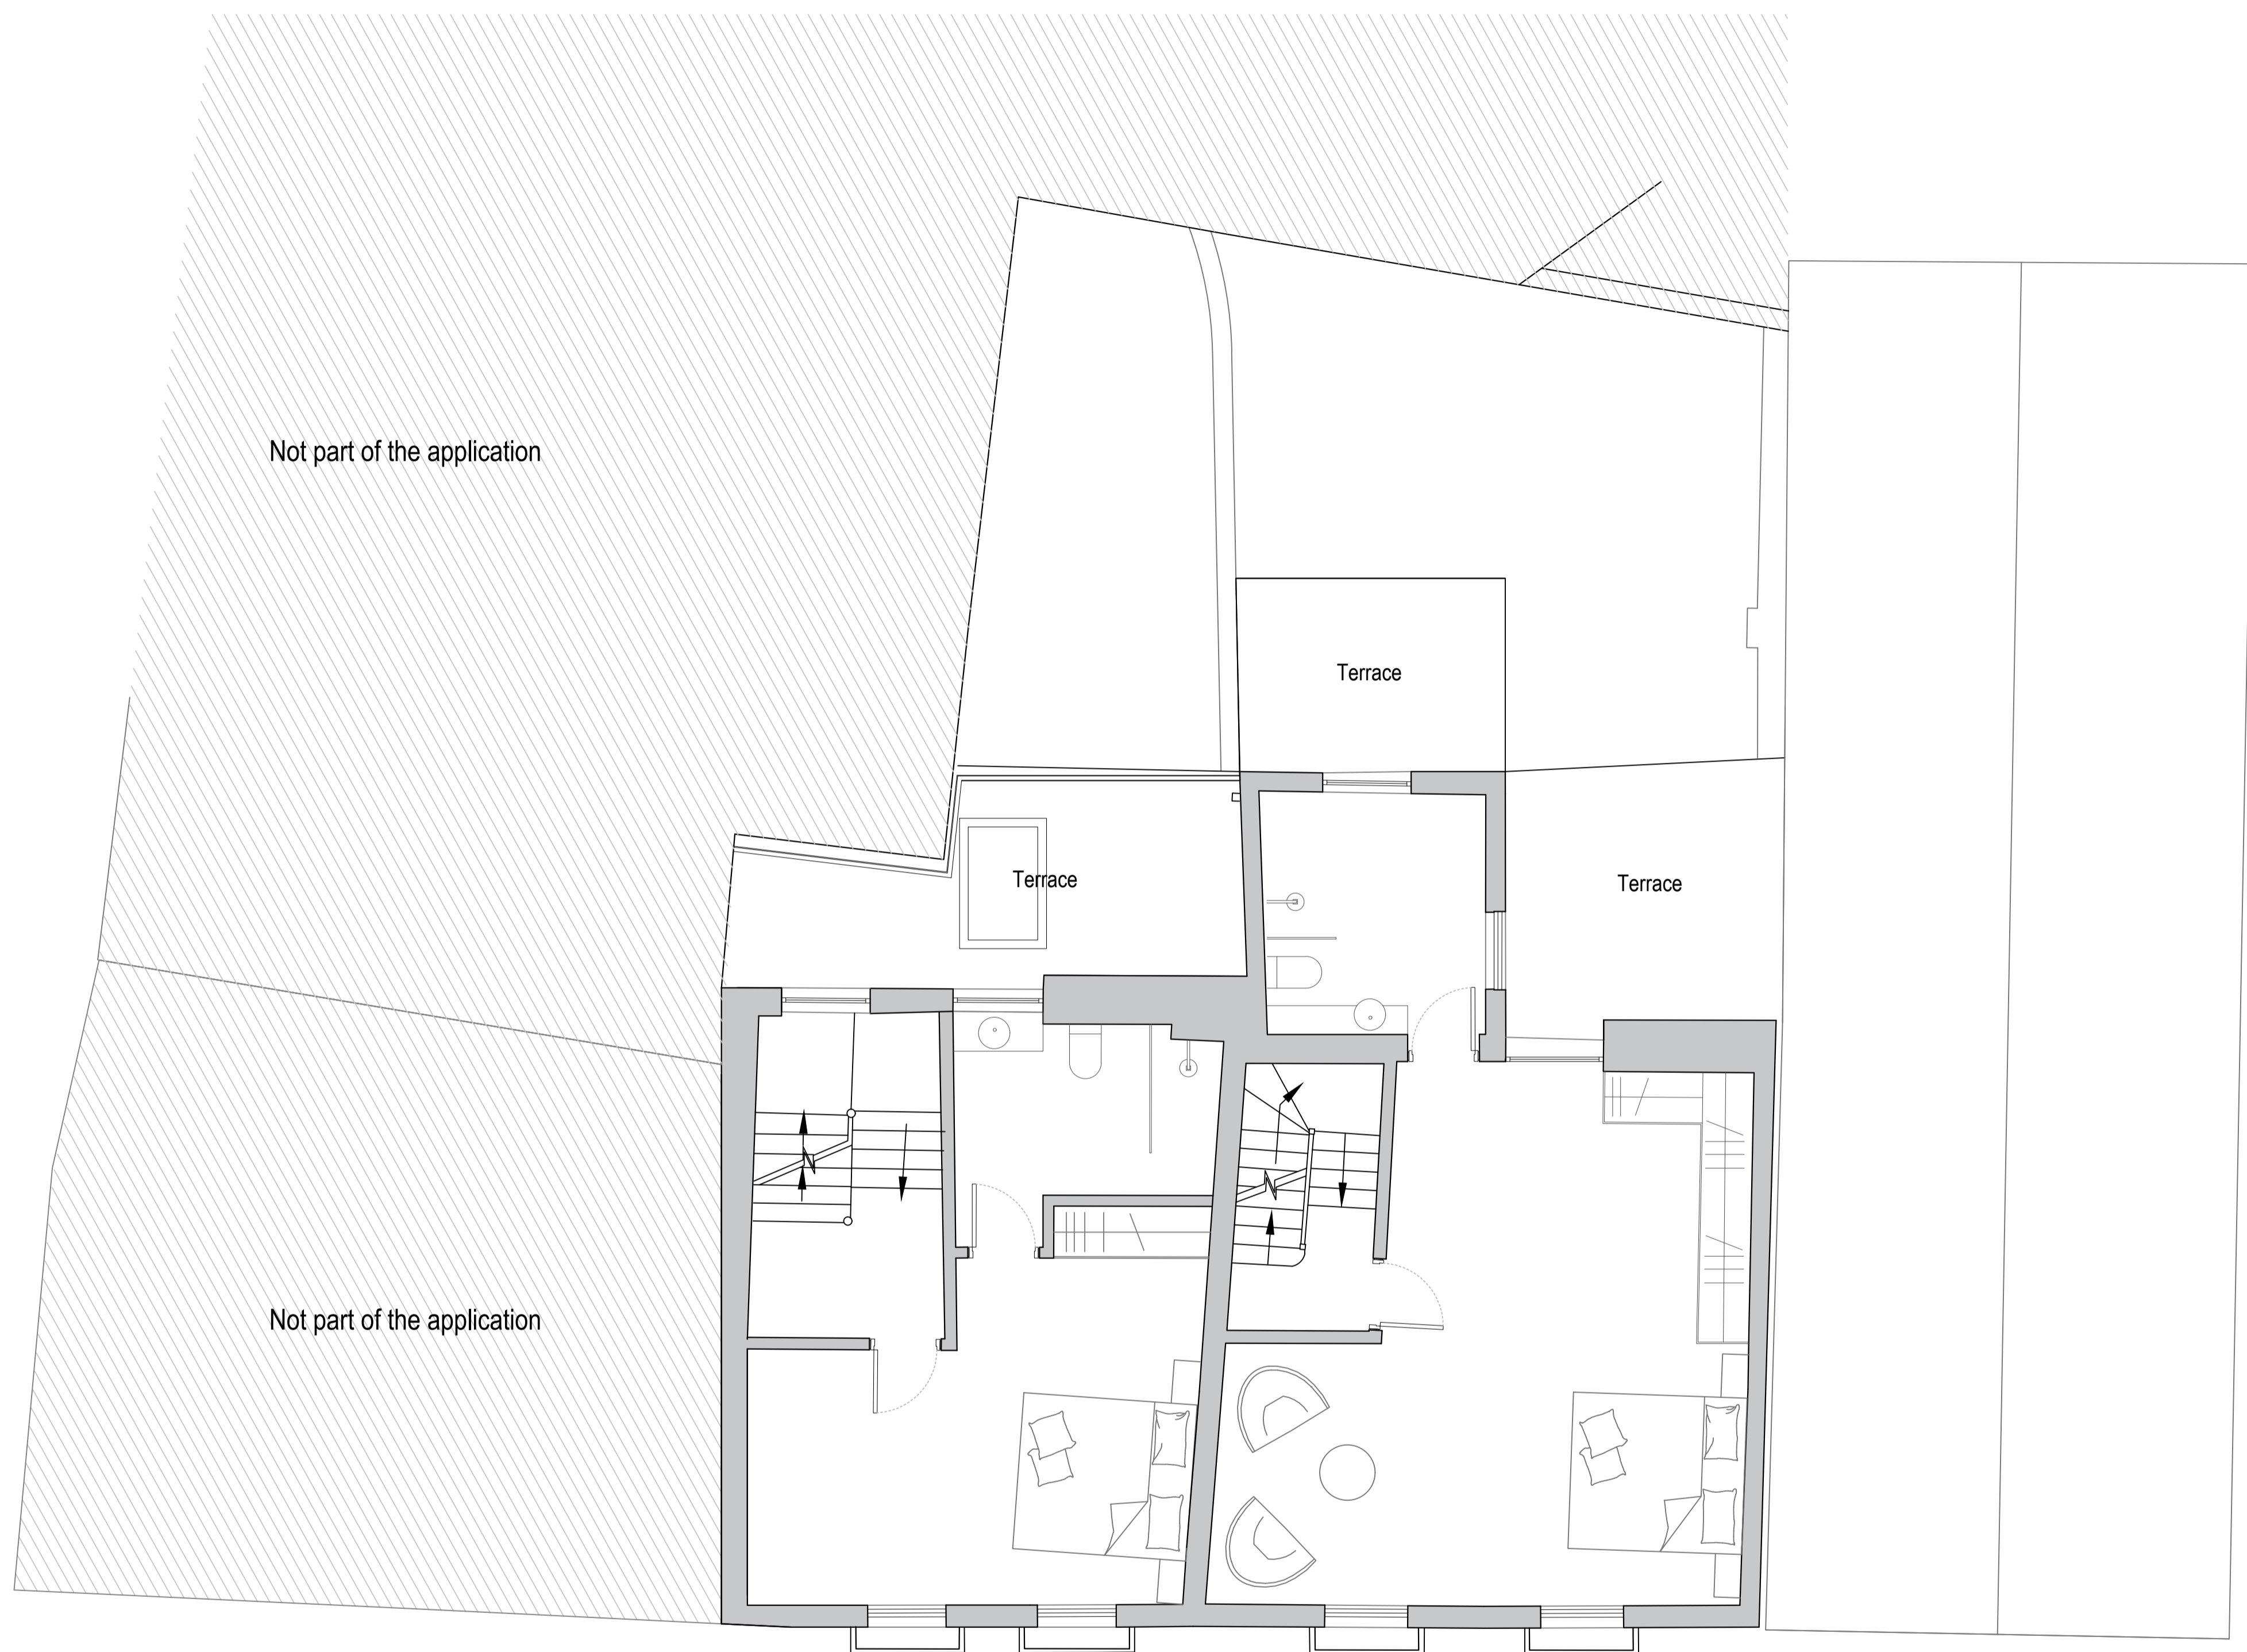 Not part of the application
Terrace
Terrace
Terrace
Not part of the application